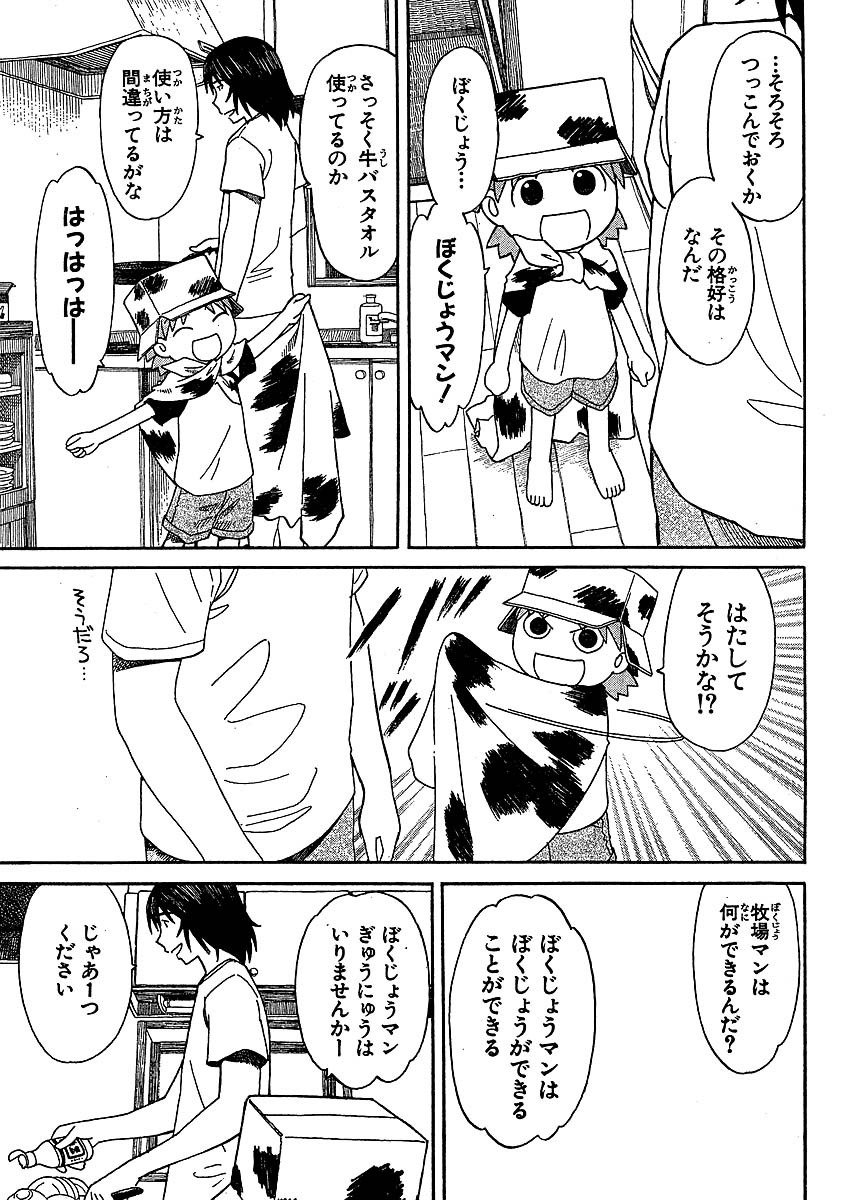 …そろそろ
つっこんでおくか
その格好は
なんだ
ぼくじょう…
ぼくじょうマン！
さっそく牛バスタオル
使ってるのか
使い方は
間違ってるがな
はっはっはー
はたして
そうかな!?
そうだろ…
牧場マンは
何ができるんだ？
ぼくじょうマンは
ぼくじょうができる
ことができる
ぼくじょうマン
ぎゅうにゅうは
いりませんかー
じゃあ一つ
ください